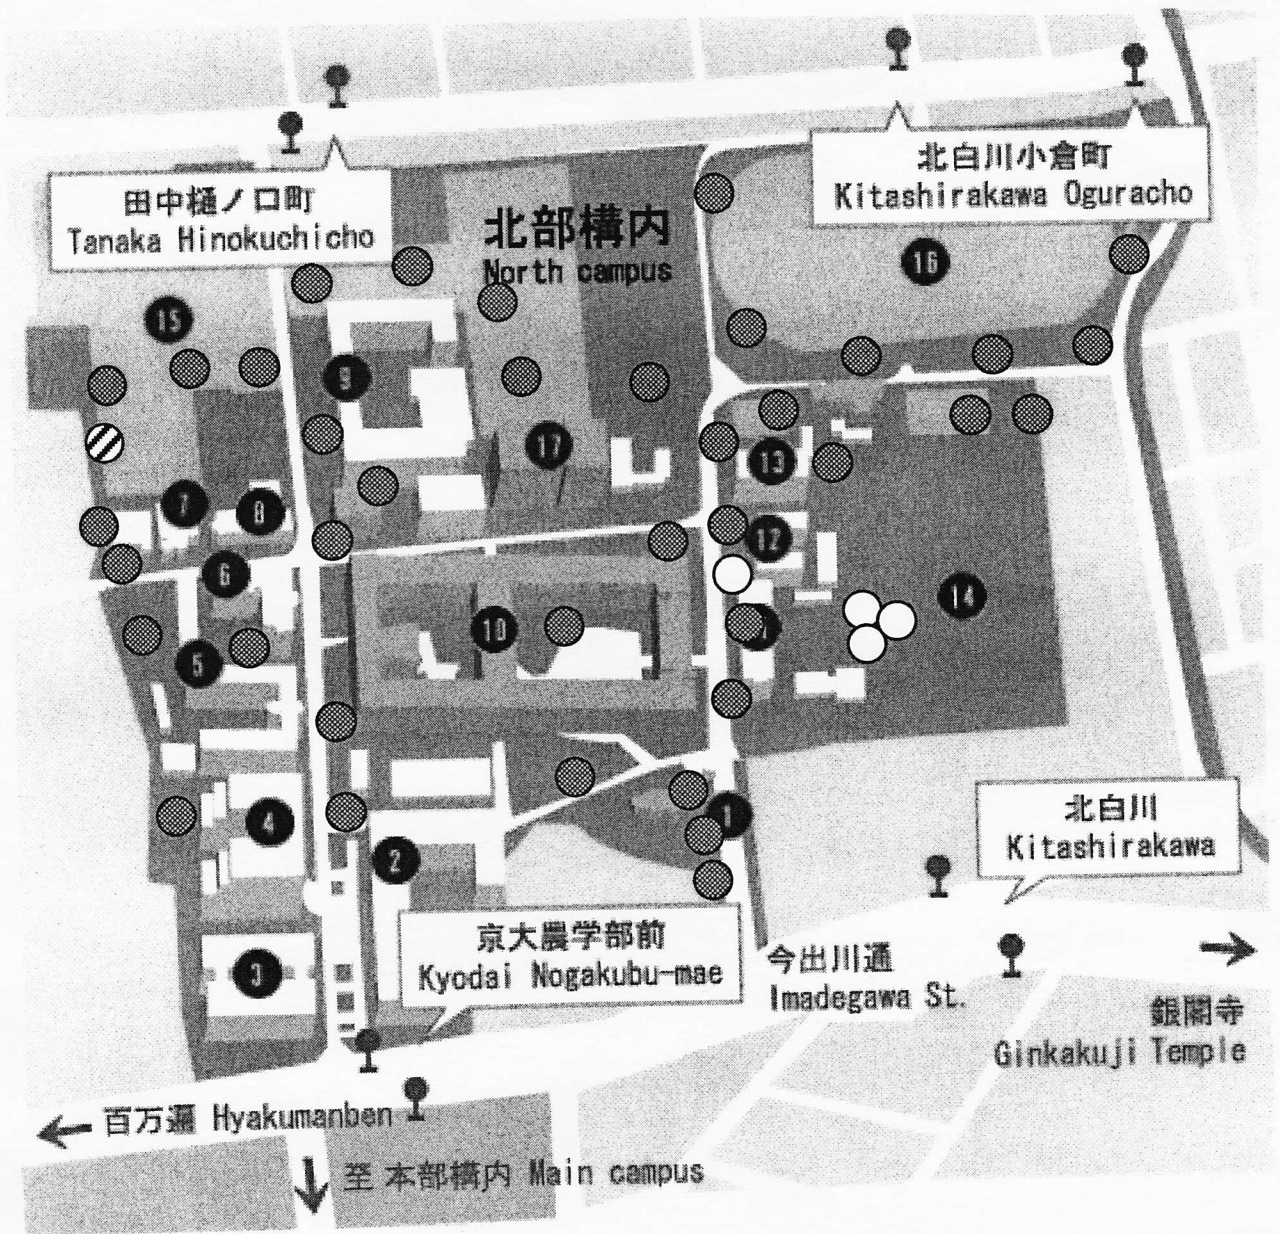 田中樋ノ口町
Tanaka Hinokuchicho
北白川小倉町
Kitashirakawa Oguracho
北部構内
North campus
16
15
9
17
13
7
8
12
6
14
10
5
4
1
2
3
北白川
Kitashirakawa
京大農学部前
Kyodai Nogakubu-mae
今出川通
Imadegawa St.
銀閣寺
Ginkakuji Temple
百万遍 Hyakumanben
至 本部構内 Main campus